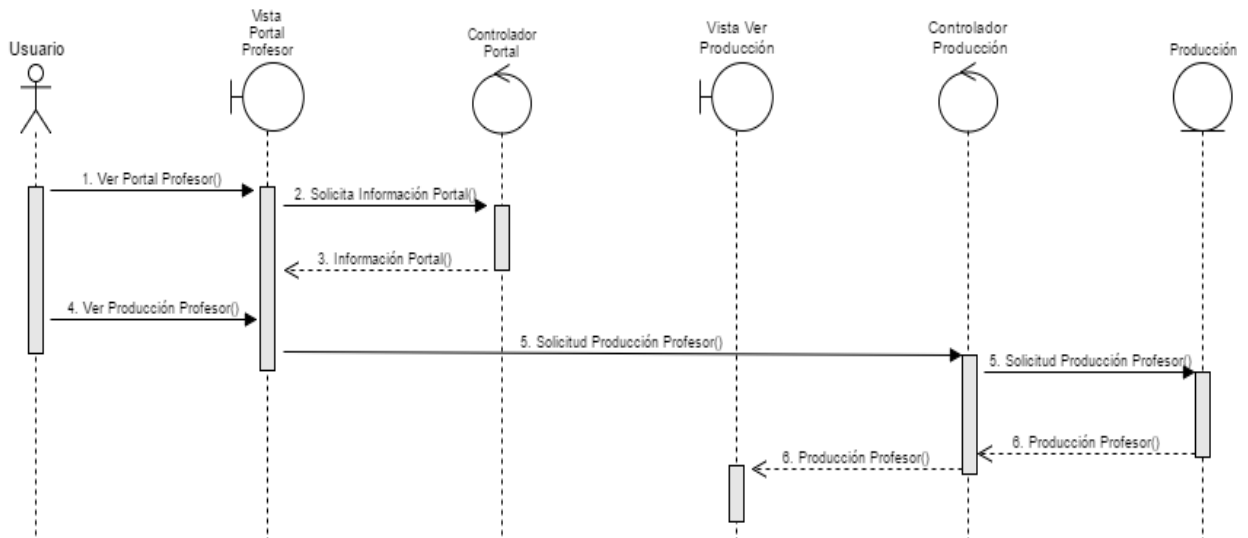 Usuario
Vista
Portal
Profesor
Controlador
Portal
Vista Ver
Producción
Controlador
Producción
Producción
1. Ver Portal Profesor()
2. Solicita Información Portal()
3. Información Portal()
4. Ver Producción Profesor()
5. Solicitud Producción Profesor()
5. Solicitud Producción Profesor()
6. Producción Profesor()
6. Producción Profesor()